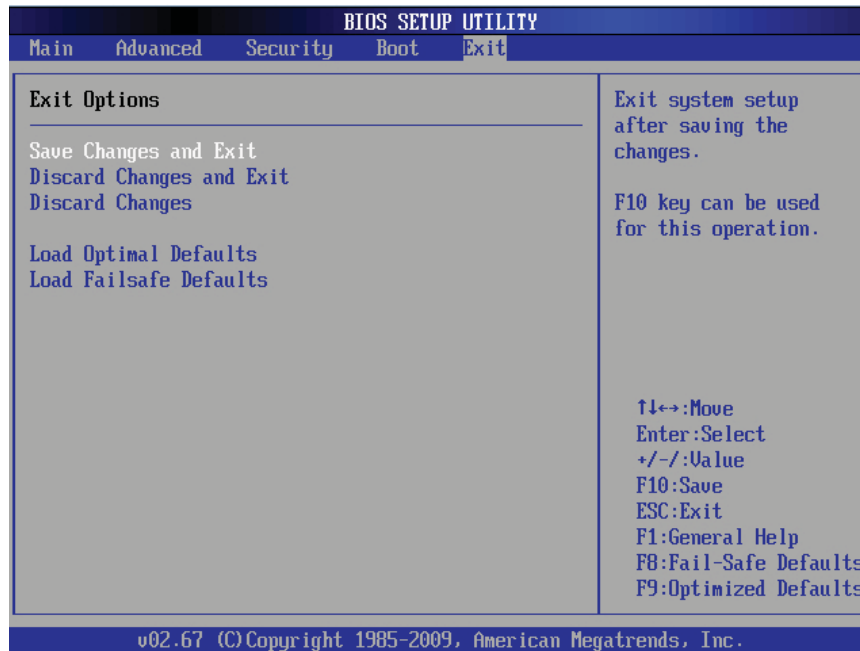 BIOS SETUP UTILITY
Main Advanced Security Boot Exit
Exit Options
Save Changes and Exit
Discard Changes and Exit
Discard Changes
Load Optimal Defaults
Load Failsafe Defaults
Exit system setup
after saving the
changes.
F10 key can be used
for this operation.
↑↓←→:Move
Enter:Select
+/-/:Value
F10:Save
ESC:Exit
F1:General Help
F8:Fail-Safe Defaults
F9:Optimized Defaults
v02.67 (C)Copyright 1985-2009, American Megatrends, Inc.